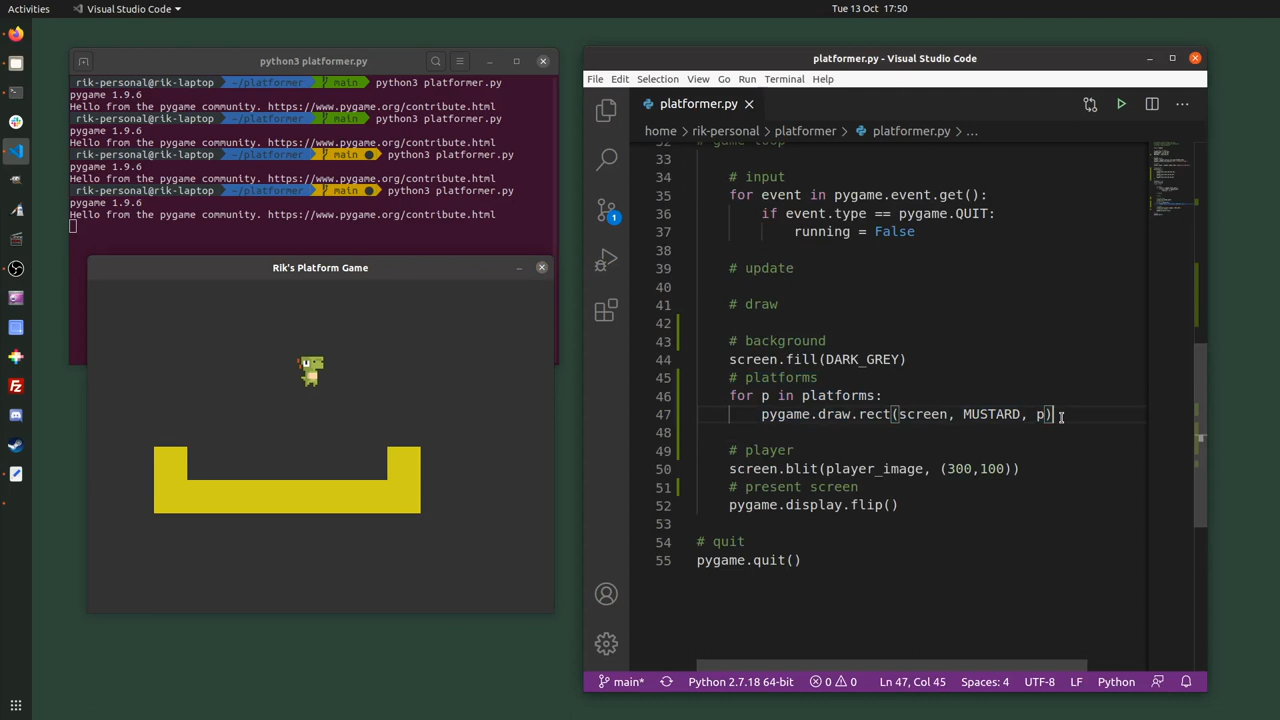 Activities
Visual Studio Code
Tue 13 Oct 17:50
python3 platformer.py
rik-personal@rik-laptop ~/platformer main python3 platformer.py
pygame 1.9.6
Hello from the pygame community. https://www.pygame.org/contribute.html
rik-personal@rik-laptop ~/platformer main python3 platformer.py
pygame 1.9.6
Hello from the pygame community. https://www.pygame.org/contribute.html
rik-personal@rik-laptop ~/platformer main ● python3 platformer.py
pygame 1.9.6
Hello from the pygame community. https://www.pygame.org/contribute.html
rik-personal@rik-laptop ~/platformer main ● python3 platformer.py
pygame 1.9.6
Hello from the pygame community. https://www.pygame.org/contribute.html
Rik's Platform Game
platformer.py - Visual Studio Code
File Edit Selection View Go Run Terminal Help
platformer.py
home > rik-personal > platformer > platformer.py > ...
32 # game loop
33
34 # input
35 for event in pygame.event.get():
36 if event.type == pygame.QUIT:
37 running = False
38
39 # update
40
41 # draw
42
43 # background
44 screen.fill(DARK_GREY)
45 # platforms
46 for p in platforms:
47 pygame.draw.rect(screen, MUSTARD, p)
48
49 # player
50 screen.blit(player_image, (300,100))
51 # present screen
52 pygame.display.flip()
53
54 # quit
55 pygame.quit()
1
main* Python 2.7.18 64-bit 0 0 Ln 47, Col 45 Spaces: 4 UTF-8 LF Python